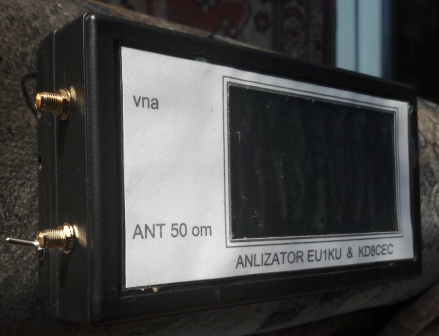 vna
ANT 50 om
ANLIZATOR EU1KU & KD8CEC